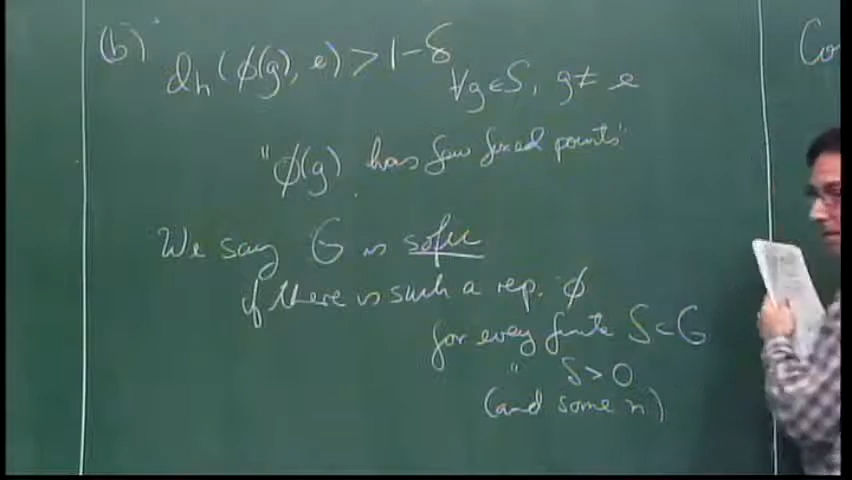 (b) d_h(φ(g), e) > 1-δ
∀g∈S, g≠e
"φ(g) has few fixed points"
We say G is sofic
if there is such a rep. φ
for every finite S⊂G
" δ>0
(and some n)
Co